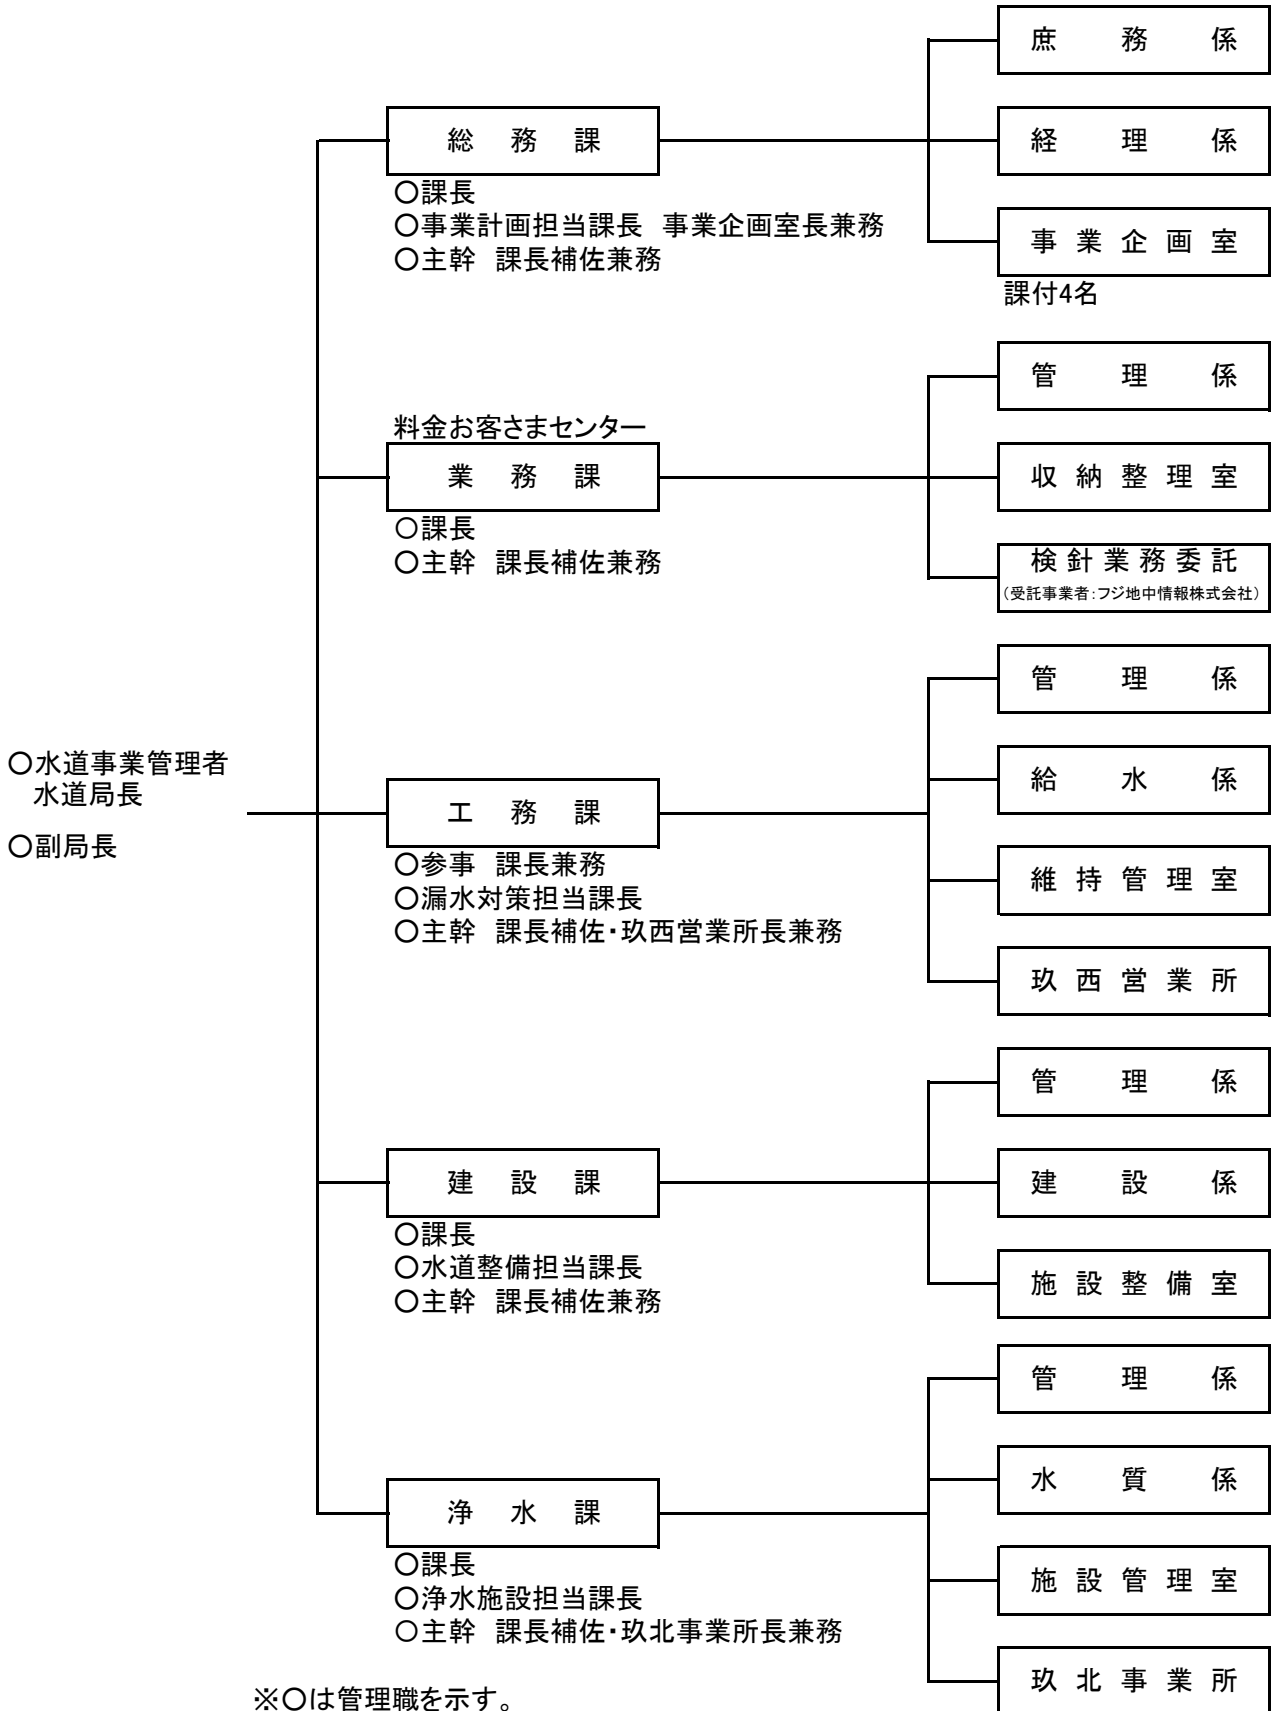 ○水道事業管理者
水道局長
○副局長
総務課
○課長
○事業計画担当課長 事業企画室長兼務
○主幹 課長補佐兼務
庶務係
経理係
事業企画室
課付4名
料金お客さまセンター
業務課
○課長
○主幹 課長補佐兼務
管理係
収納整理室
検針業務委託
(受託事業者:フジ地中情報株式会社)
工務課
○参事 課長兼務
○漏水対策担当課長
○主幹 課長補佐・玖西営業所長兼務
管理係
給水係
維持管理室
玖西営業所
建設課
○課長
○水道整備担当課長
○主幹 課長補佐兼務
管理係
建設係
施設整備室
浄水課
○課長
○浄水施設担当課長
○主幹 課長補佐・玖北事業所長兼務
管理係
水質係
施設管理室
玖北事業所
※○は管理職を示す。